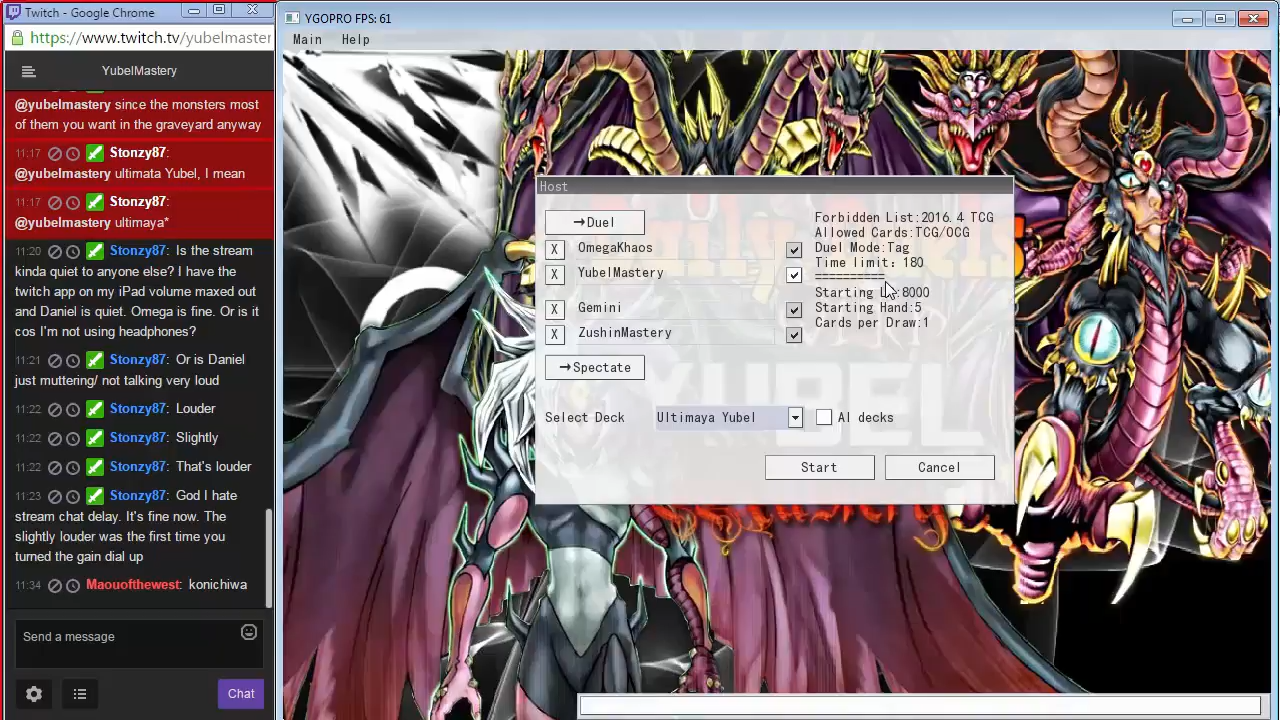 Twitch - Google Chrome
https://www.twitch.tv/yubelmaster
YubelMastery
@yubelmastery since the monsters most
of them you want in the graveyard anyway
11:17 Stonzy87:
@yubelmastery ultimata Yubel, I mean
11:17 Stonzy87:
@yubelmastery ultimaya*
11:20 Stonzy87: Is the stream
kinda quiet to anyone else? I have the
twitch app on my iPad volume maxed out
and Daniel is quiet. Omega is fine. Or is it
cos I'm not using headphones?
11:21 Stonzy87: Or is Daniel
just muttering/ not talking very loud
11:22 Stonzy87: Louder
11:22 Stonzy87: Slightly
11:22 Stonzy87: That's louder
11:23 Stonzy87: God I hate
stream chat delay. It's fine now. The
slightly louder was the first time you
turned the gain dial up
11:34 Maouofthewest: konichiwa
Send a message
Chat
YGOPRO FPS: 61
Main Help
Host
→Duel
X OmegaKhaos
X YubelMastery
X Gemini
X ZushinMastery
→Spectate
Forbidden List:2016.4 TCG
Allowed Cards:TCG/OCG
Duel Mode:Tag
Time limit: 180
==========
Starting :8000
Starting Hand:5
Cards per Draw:1
Select Deck Ultimaya Yubel AI decks
Start Cancel
YUBEL